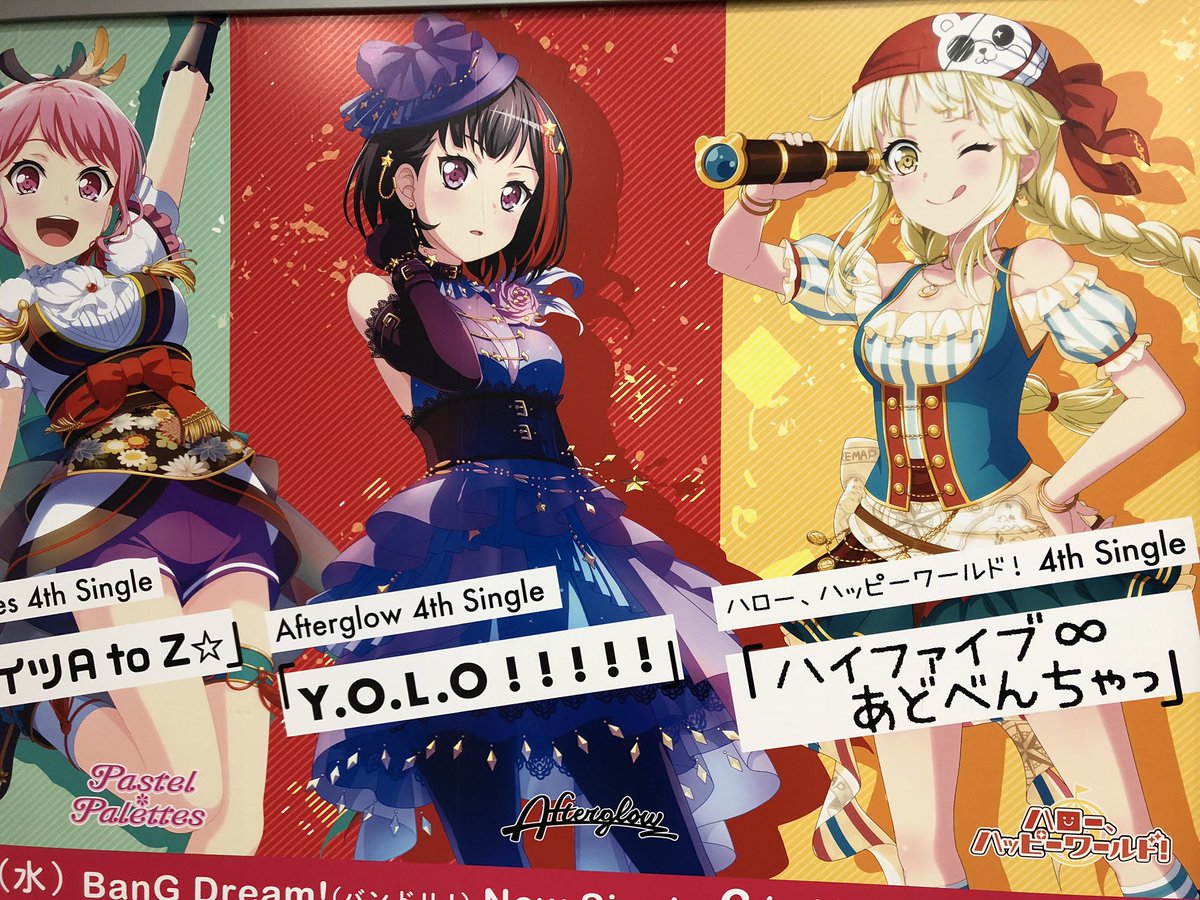 es 4th Single
イツA to Z☆」
Pastel
Palettes
Afterglow 4th Single
「Y.O.L.O!!!!!」
Afterglow
REMAP
ハロー、ハッピーワールド! 4th Single
「ハイファイブ∞
あどべんちゃっ」
ハロー、
ハッピーワールド!
(水) BanG Dream!(バンドリ!) New